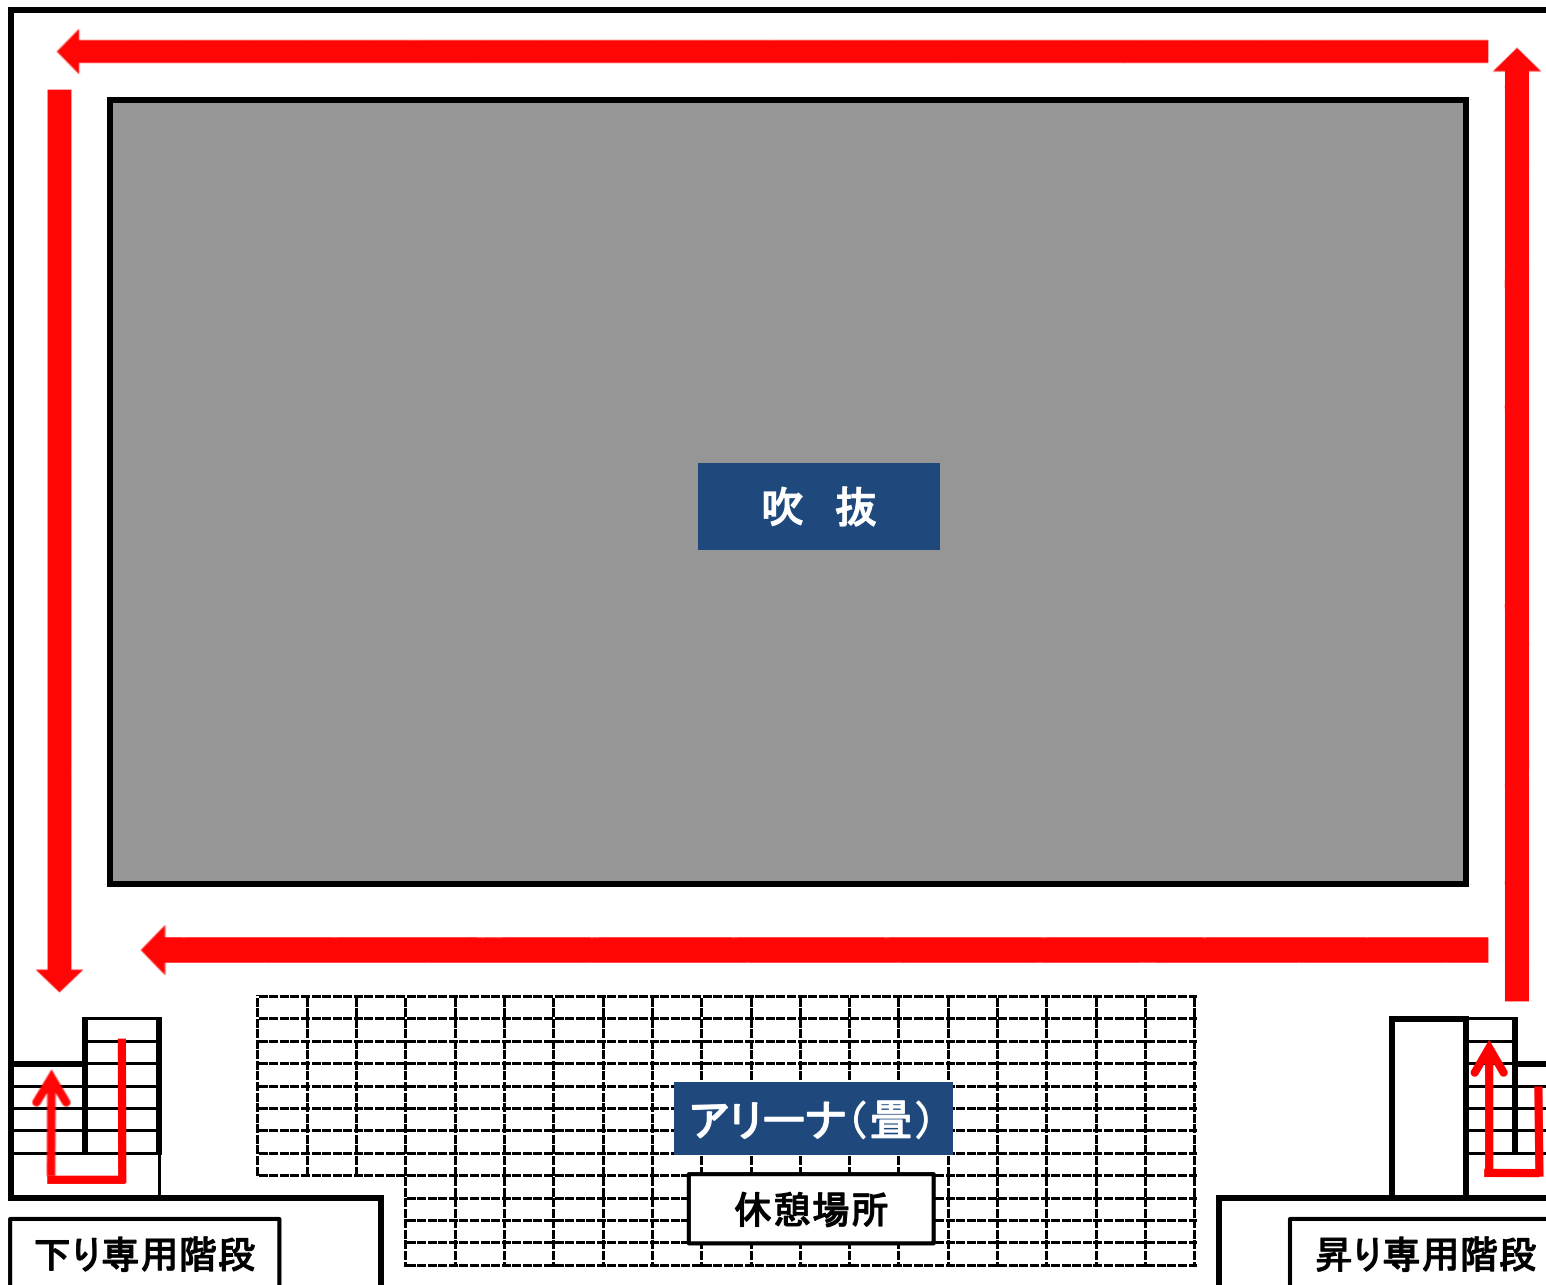 吹 抜
アリーナ(畳)
休憩場所
下り専用階段
昇り専用階段